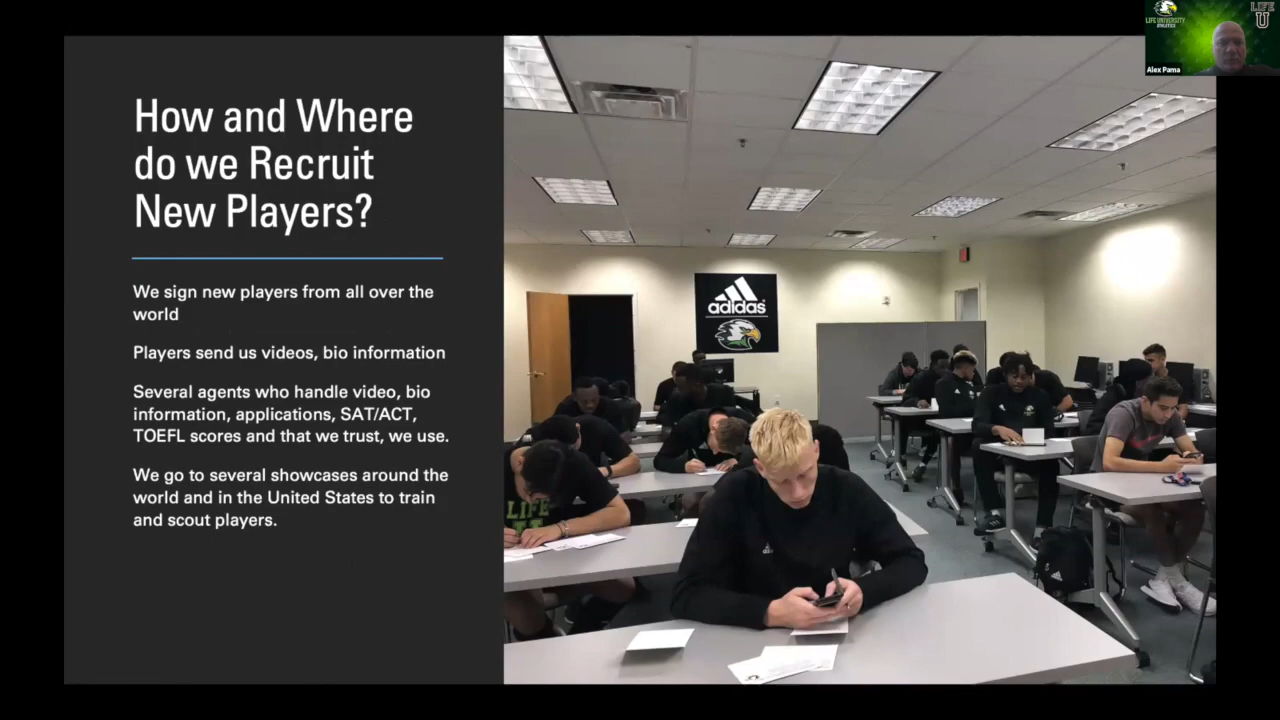 LIFE UNIVERSITY
ATHLETICS
LIFE
U
Alex Pama
How and Where
do we Recruit
New Players?
We sign new players from all over the
world
Players send us videos, bio information
Several agents who handle video, bio
information, applications, SAT/ACT,
TOEFL scores and that we trust, we use.
We go to several showcases around the
world and in the United States to train
and scout players.
adidas
LIFE